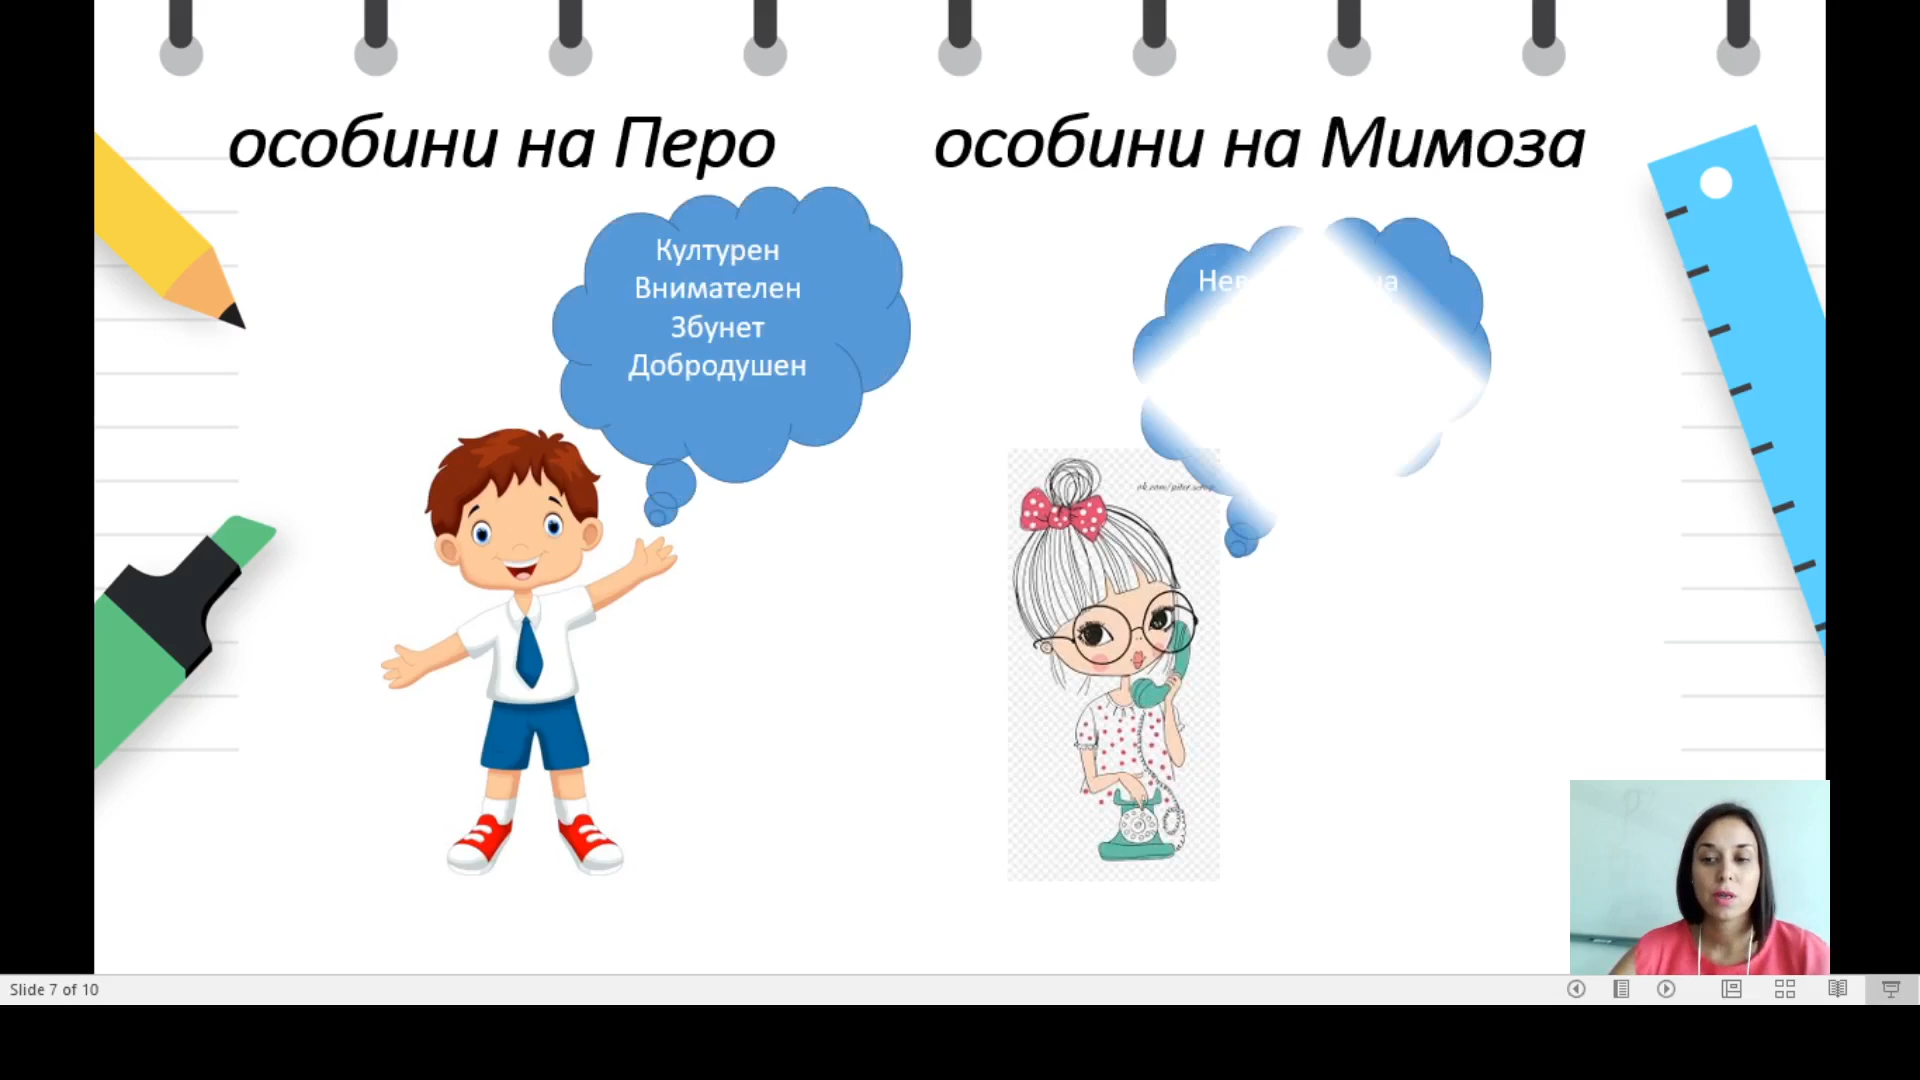 особини на Перо
особини на Мимоза
Културен
Внимателен
Збунет
Добродушен
Slide 7 of 10